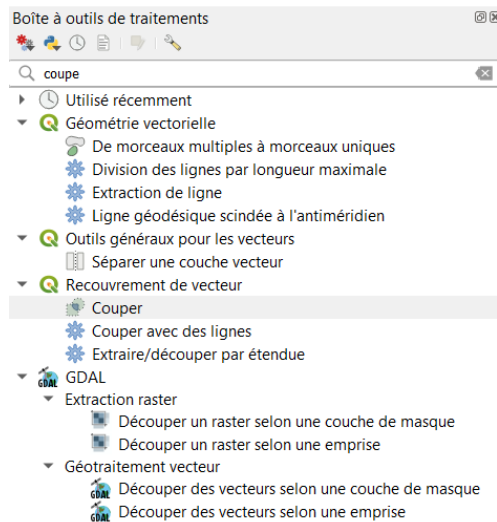 Boîte à outils de traitements
coupe
Utilisé récemment
Géométrie vectorielle
De morceaux multiples à morceaux uniques
Division des lignes par longueur maximale
Extraction de ligne
Ligne géodésique scindée à l'antiméridien
Outils généraux pour les vecteurs
Séparer une couche vecteur
Recouvrement de vecteur
Couper
Couper avec des lignes
Extraire/découper par étendue
GDAL
Extraction raster
Découper un raster selon une couche de masque
Découper un raster selon une emprise
Géotraitement vecteur
GDAL Découper des vecteurs selon une couche de masque
GDAL Découper des vecteurs selon une emprise